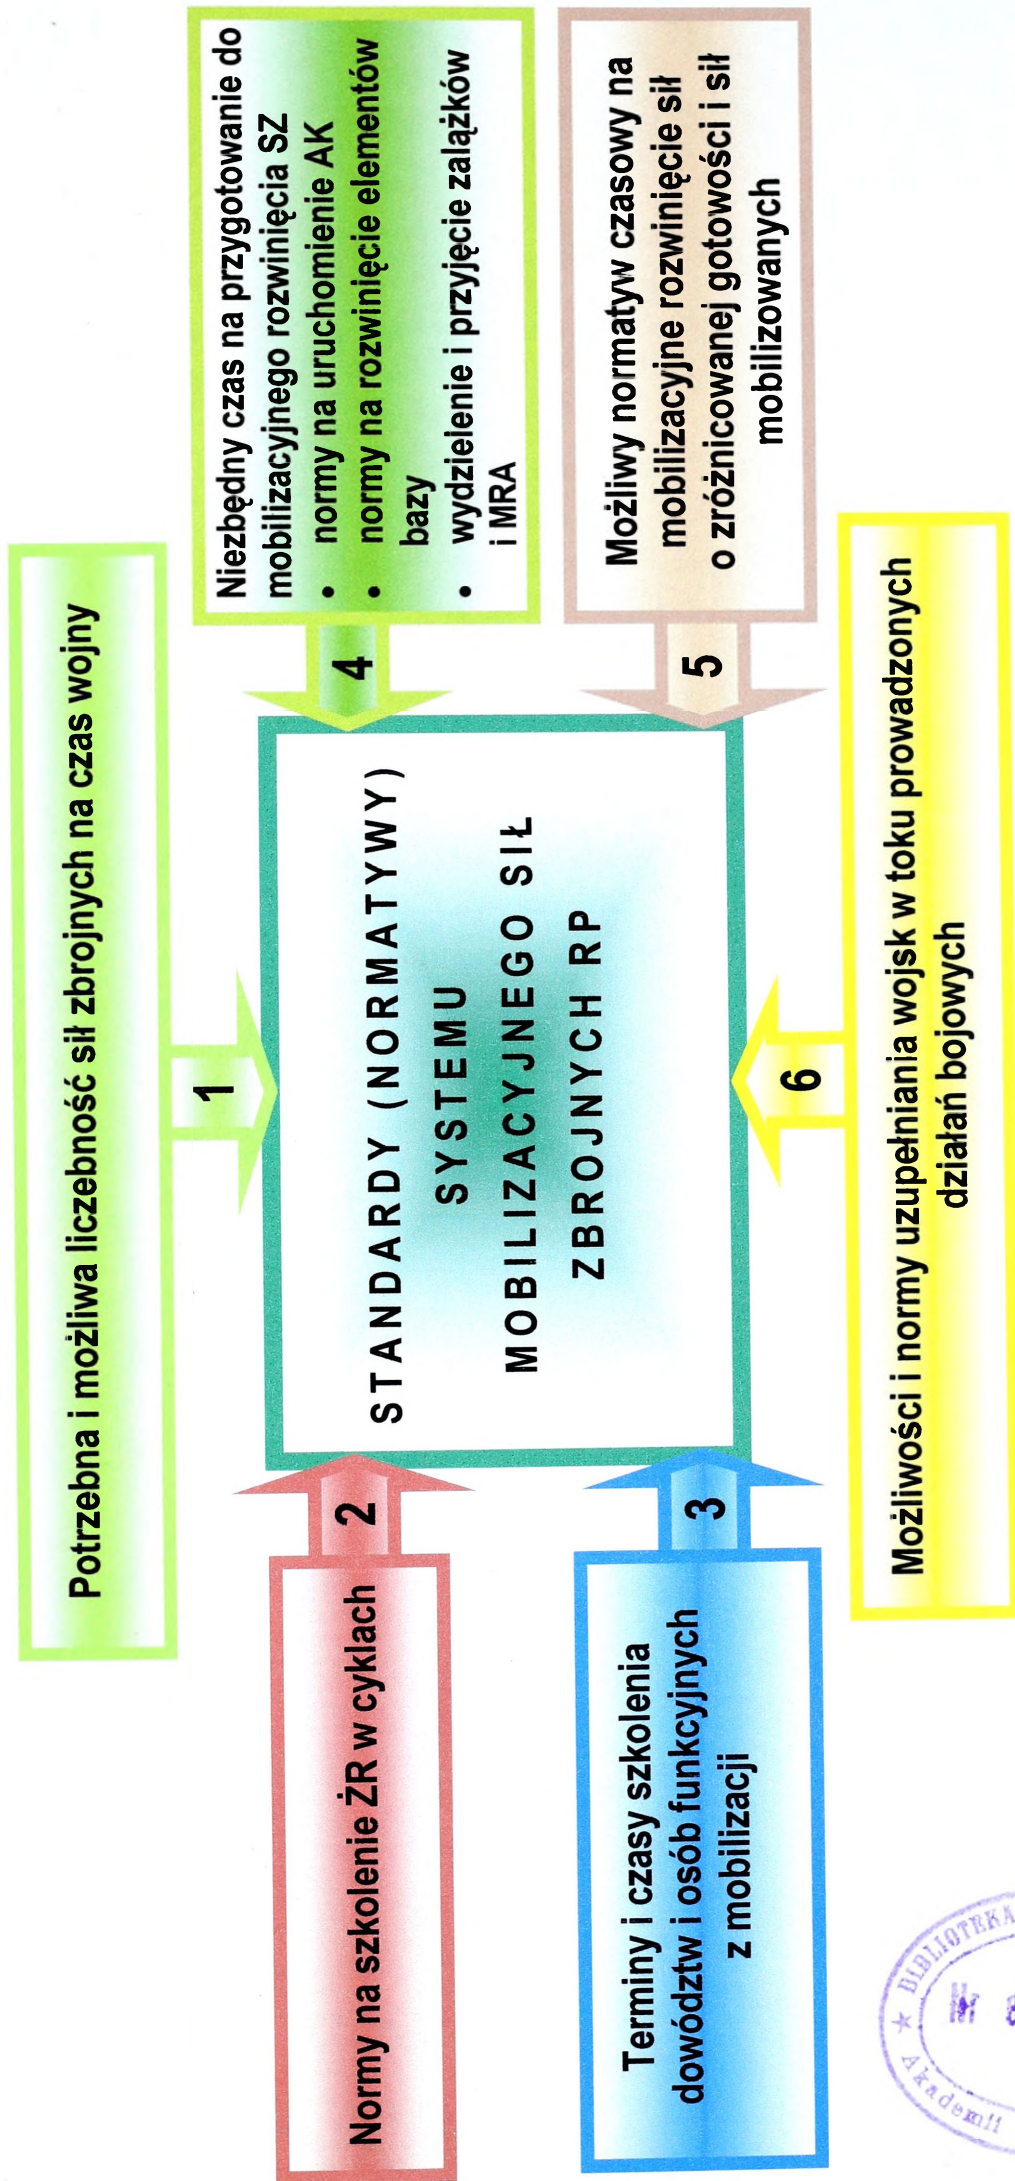 Potrzebna i możliwa liczebność sił zbrojnych na czas wojny
1
Normy na szkolenie ŻR w cyklach
2
STANDARDY (NORMATYWY)
SYSTEMU
MOBILIZACYJNEGO SIŁ
ZBROJNYCH RP
4
Niezbędny czas na przygotowanie do
mobilizacyjnego rozwinięcia SZ
• normy na uruchomienie AK
• normy na rozwinięcie elementów
bazy
• wydzielenie i przyjęcie zalążków
i MRA
Terminy i czasy szkolenia
dowództw i osób funkcyjnych
z mobilizacji
3
5
Możliwy normatyw czasowy na
mobilizacyjne rozwinięcie sił
o zróżnicowanej gotowości i sił
mobilizowanych
6
Możliwości i normy uzupełniania wojsk w toku prowadzonych
działań bojowych
★ BIBLIOTEKA
Akademii
Nr 8